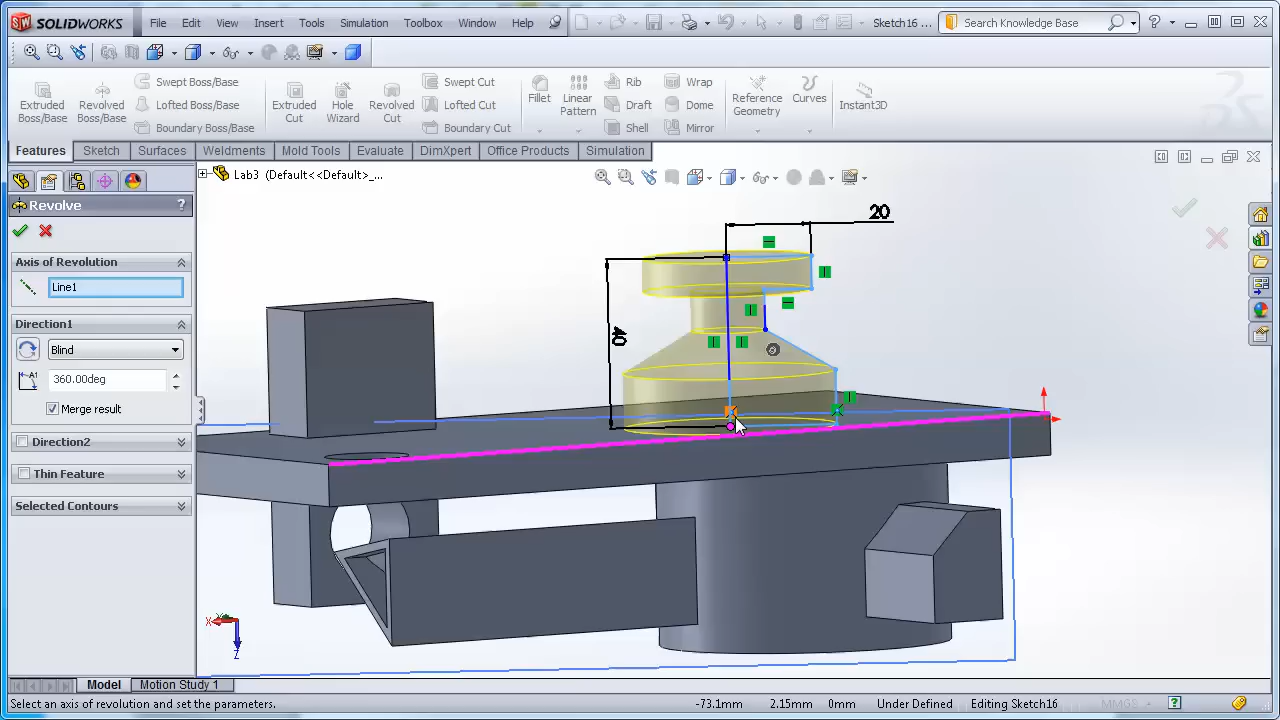 SOLIDWORKS File Edit View Insert Tools Simulation Toolbox Window Help Sketch16 ... Search Knowledge Base ?
Extruded Boss/Base
Revolved Boss/Base
Swept Boss/Base
Lofted Boss/Base
Boundary Boss/Base
Extruded Cut
Hole Wizard
Revolved Cut
Swept Cut
Lofted Cut
Boundary Cut
Fillet
Linear Pattern
Rib
Draft
Shell
Wrap
Dome
Mirror
Reference Geometry
Curves
Instant3D
Features Sketch Surfaces Weldments Mold Tools Evaluate DimXpert Office Products Simulation
Lab3 (Default<<Default>_...
Revolve ?
Axis of Revolution
Line1
Direction1
Blind
A1
360.00deg
Merge result
Direction2
Thin Feature
Selected Contours
20
40
X
Y
Z
Model Motion Study 1
Select an axis of revolution and set the parameters. -73.1mm 2.15mm 0mm Under Defined Editing Sketch16 MMGS ?